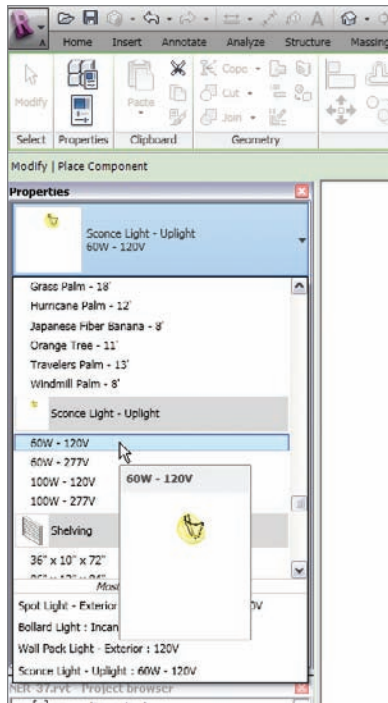 Home Insert Annotate Analyze Structure Massing
Modify Paste Cope Cut Join
Select Properties Clipboard Geometry
Modify | Place Component
Properties
Sconce Light - Uplight
60W - 120V
Grass Palm - 18'
Hurricane Palm - 12'
Japanese Fiber Banana - 8'
Orange Tree - 11'
Travelers Palm - 13'
Windmill Palm - 8'
Sconce Light - Uplight
60W - 120V
60W - 277V
60W - 120V
100W - 120V
100W - 277V
Shelving
36" x 10" x 72"
Most
Spot Light - Exterior
Bollard Light : Incan
0V
Wall Pack Light - Exterior : 120V
Sconce Light - Uplight : 60W - 120V
Project browser